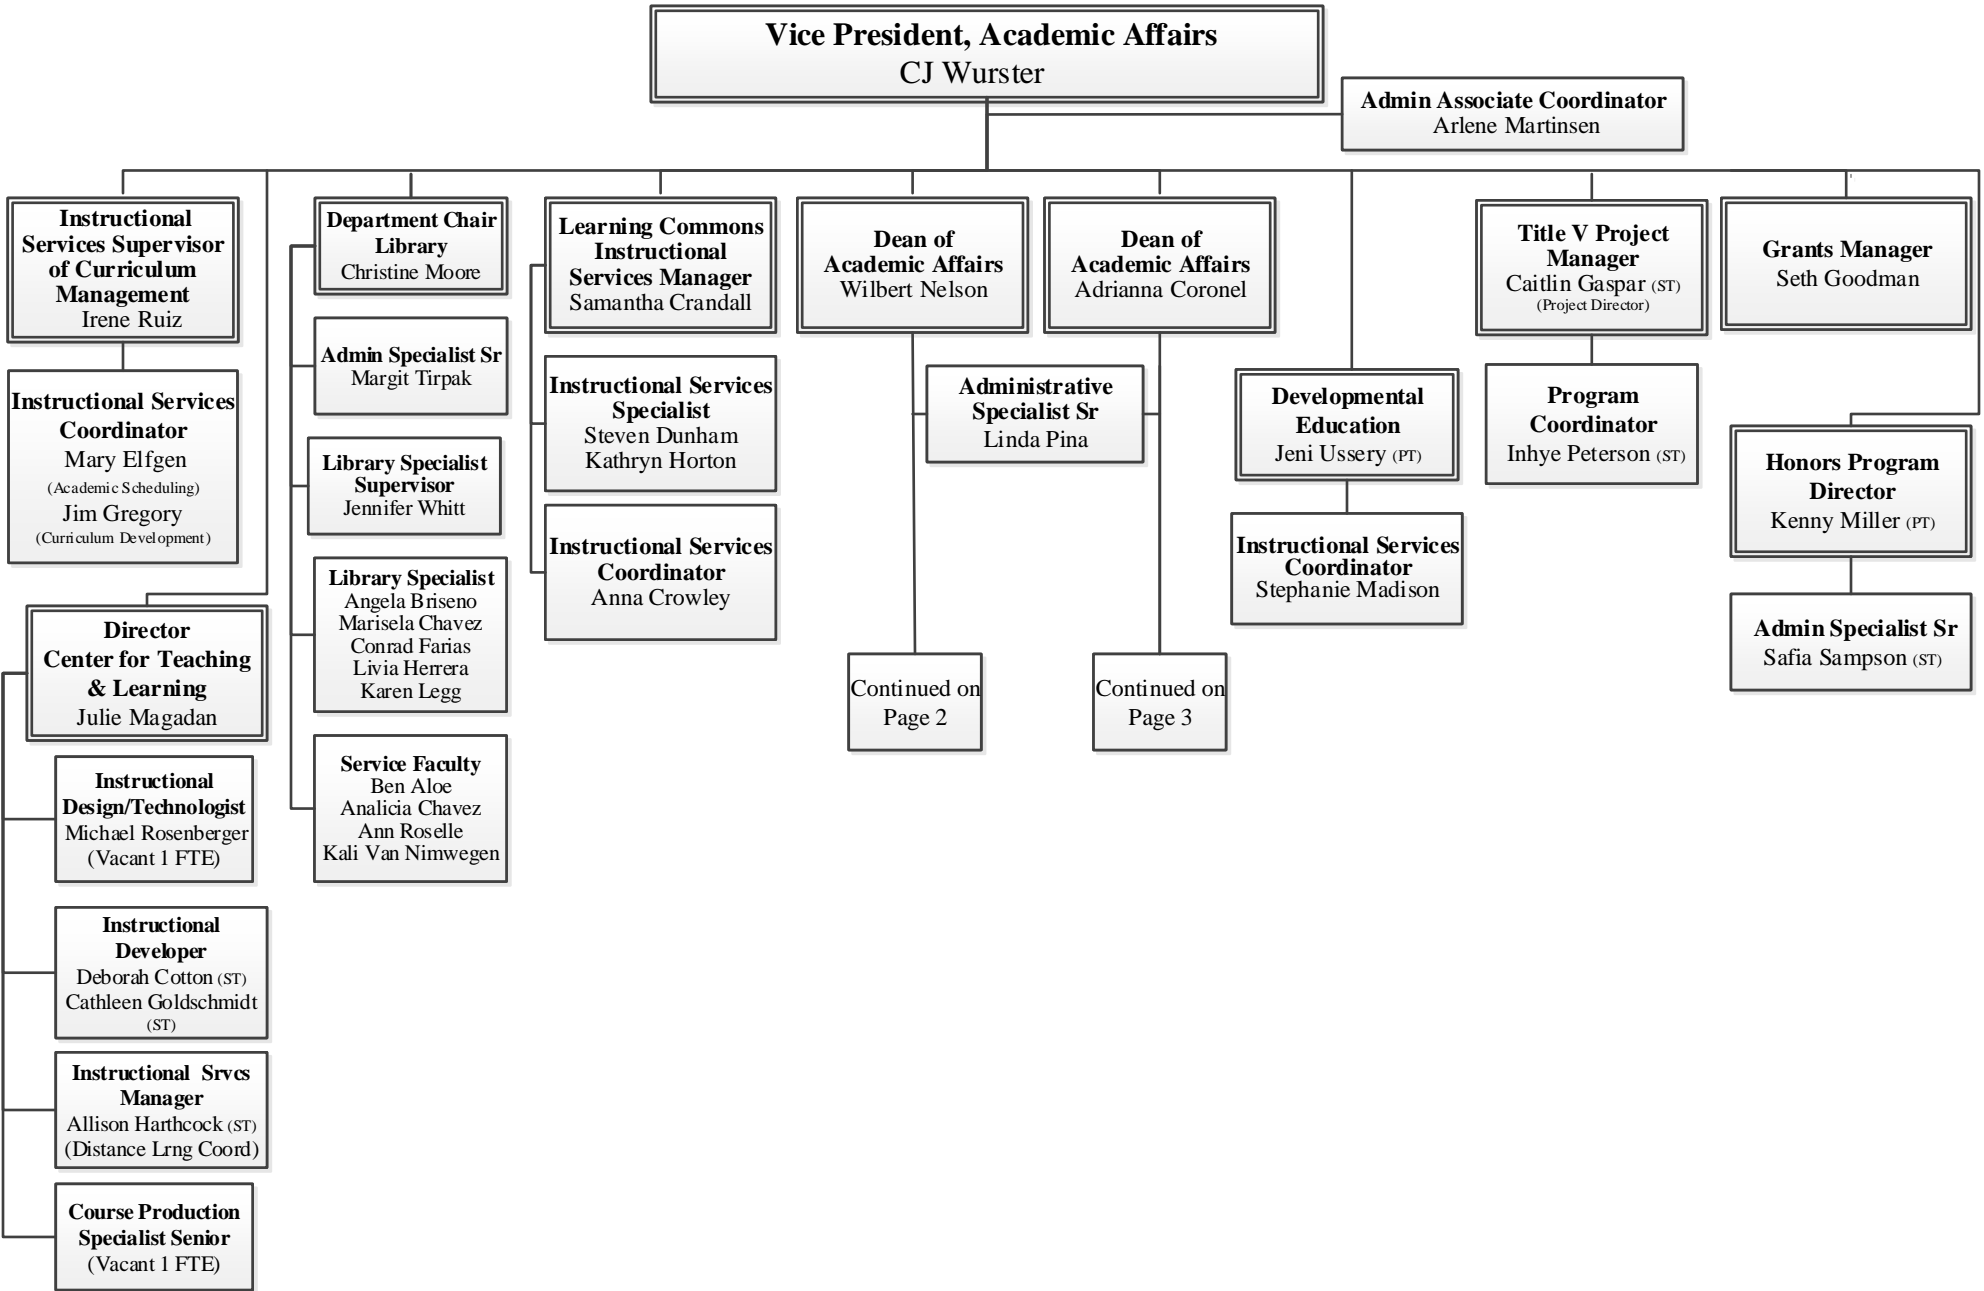 Vice President, Academic Affairs
CJ Wurster
Admin Associate Coordinator
Arlene Martinsen
Instructional
Services Supervisor
of Curriculum
Management
Irene Ruiz
Instructional Services
Coordinator
Mary Elfgen
(Academic Scheduling)
Jim Gregory
(Curriculum Development)
Director
Center for Teaching
& Learning
Julie Magadan
Instructional
Design/Technologist
Michael Rosenberger
(Vacant 1 FTE)
Instructional
Developer
Deborah Cotton (ST)
Cathleen Goldschmidt
(ST)
Instructional Srvcs
Manager
Allison Harthcock (ST)
(Distance Lrng Coord)
Course Production
Specialist Senior
(Vacant 1 FTE)
Department Chair
Library
Christine Moore
Admin Specialist Sr
Margit Tirpak
Library Specialist
Supervisor
Jennifer Whitt
Library Specialist
Angela Briseno
Marisela Chavez
Conrad Farias
Livia Herrera
Karen Legg
Service Faculty
Ben Aloe
Analicia Chavez
Ann Roselle
Kali Van Nimwegen
Learning Commons
Instructional
Services Manager
Samantha Crandall
Instructional Services
Specialist
Steven Dunham
Kathryn Horton
Instructional Services
Coordinator
Anna Crowley
Dean of
Academic Affairs
Wilbert Nelson
Dean of
Academic Affairs
Adrianna Coronel
Administrative
Specialist Sr
Linda Pina
Continued on
Page 2
Continued on
Page 3
Developmental
Education
Jeni Ussery (PT)
Instructional Services
Coordinator
Stephanie Madison
Title V Project
Manager
Caitlin Gaspar (ST)
(Project Director)
Program
Coordinator
Inhye Peterson (ST)
Grants Manager
Seth Goodman
Honors Program
Director
Kenny Miller (PT)
Admin Specialist Sr
Safia Sampson (ST)